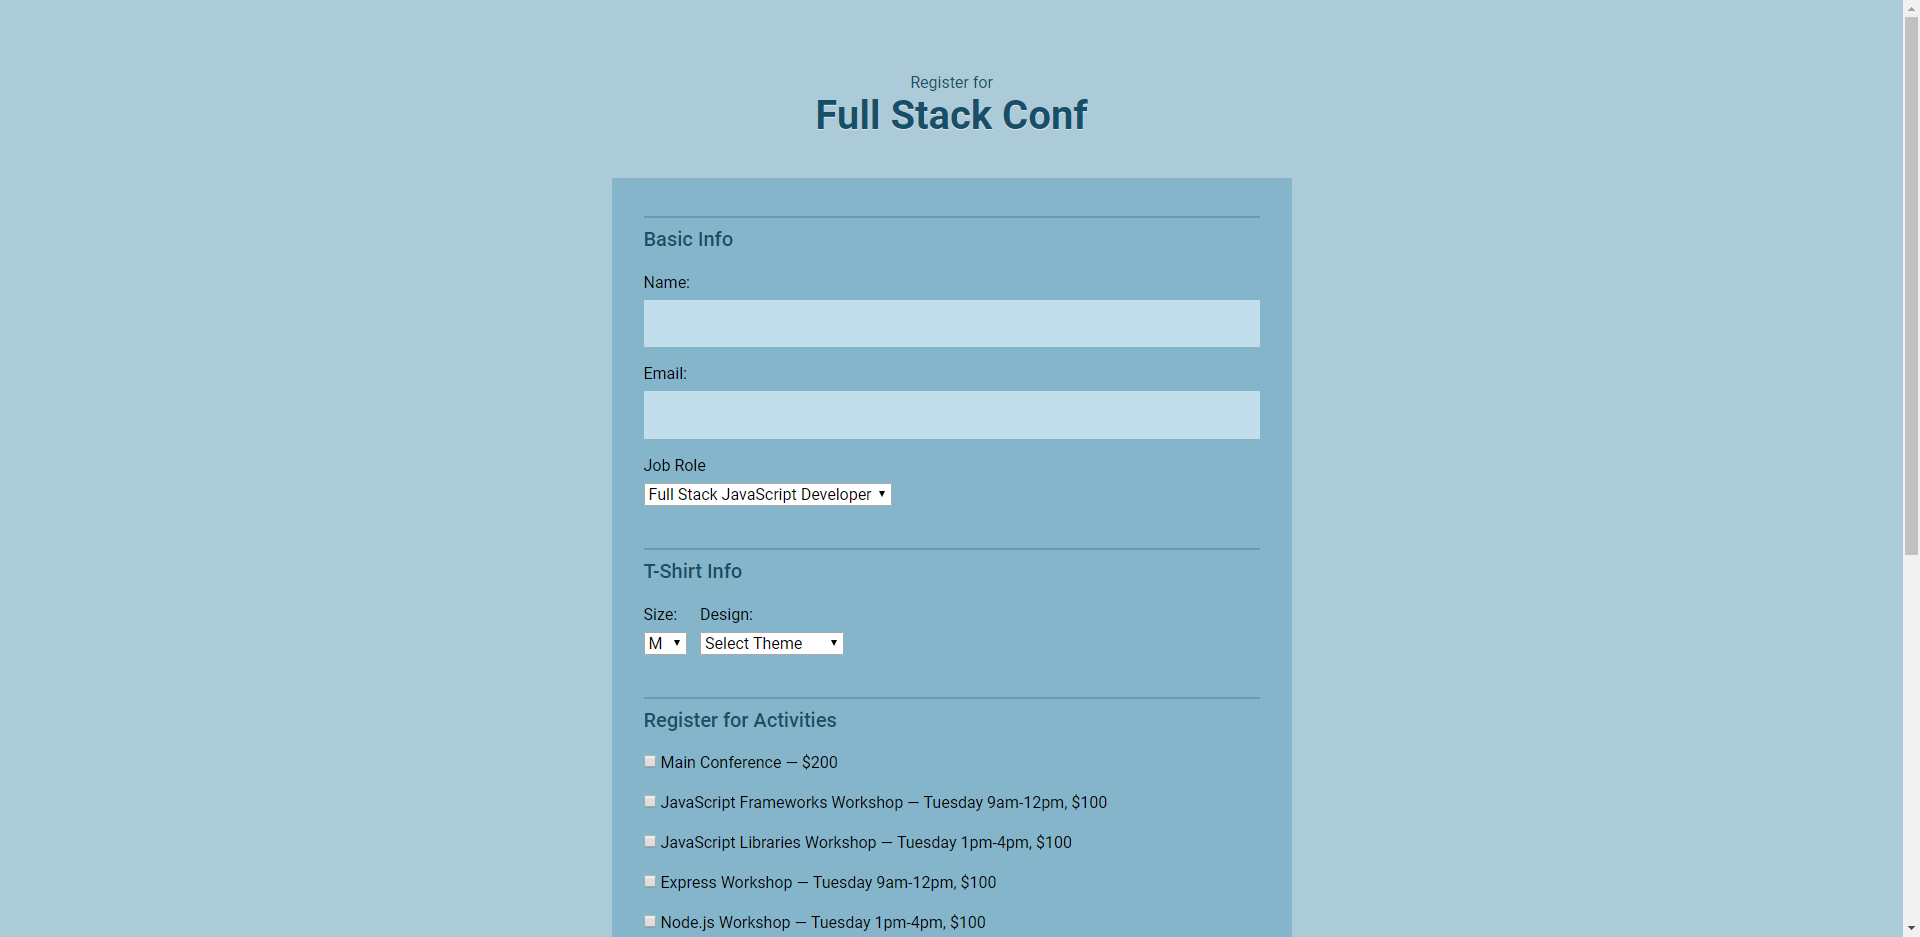 Register for
Full Stack Conf
Basic Info
Name:
Email:
Job Role
Full Stack JavaScript Developer
T-Shirt Info
Size: Design:
M Select Theme
Register for Activities
Main Conference — $200
JavaScript Frameworks Workshop — Tuesday 9am-12pm, $100
JavaScript Libraries Workshop — Tuesday 1pm-4pm, $100
Express Workshop — Tuesday 9am-12pm, $100
Node.js Workshop — Tuesday 1pm-4pm, $100